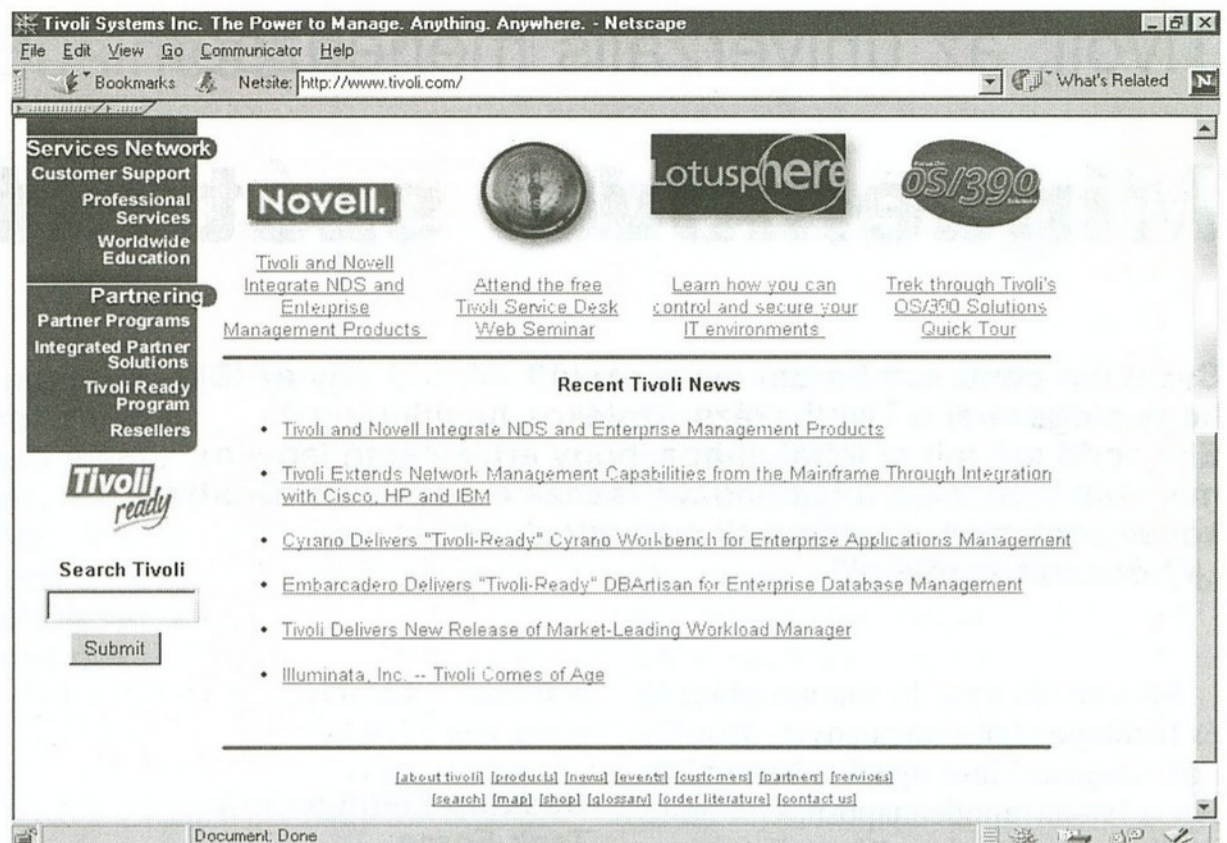 Tivoli Systems Inc. The Power to Manage. Anything. Anywhere. - Netscape
File Edit View Go Communicator Help
Bookmarks Netsite: http://www.tivoli.com/ What's Related N
Services Network
Customer Support
Professional
Services
Worldwide
Education
Partnering
Partner Programs
Integrated Partner
Solutions
Tivoli Ready
Program
Resellers
Tivoli
ready
Search Tivoli
Submit
Novell.
Tivoli and Novell
Integrate NDS and
Enterprise
Management Products
Attend the free
Tivoli Service Desk
Web Seminar
Lotusphere
Learn how you can
control and secure your
IT environments
OS/390
Trek through Tivoli's
OS/390 Solutions
Quick Tour
Recent Tivoli News
• Tivoli and Novell Integrate NDS and Enterprise Management Products
• Tivoli Extends Network Management Capabilities from the Mainframe Through Integration
with Cisco, HP and IBM
• Cyrano Delivers "Tivoli-Ready" Cyrano Workbench for Enterprise Applications Management
• Embarcadero Delivers "Tivoli-Ready" DBArtisan for Enterprise Database Management
• Tivoli Delivers New Release of Market-Leading Workload Manager
• Illuminata, Inc. -- Tivoli Comes of Age
[about tivoli] [products] [news] [events] [customers] [partners] [services]
[search] [map] [shop] [glossary] [order literature] [contact us]
Document: Done